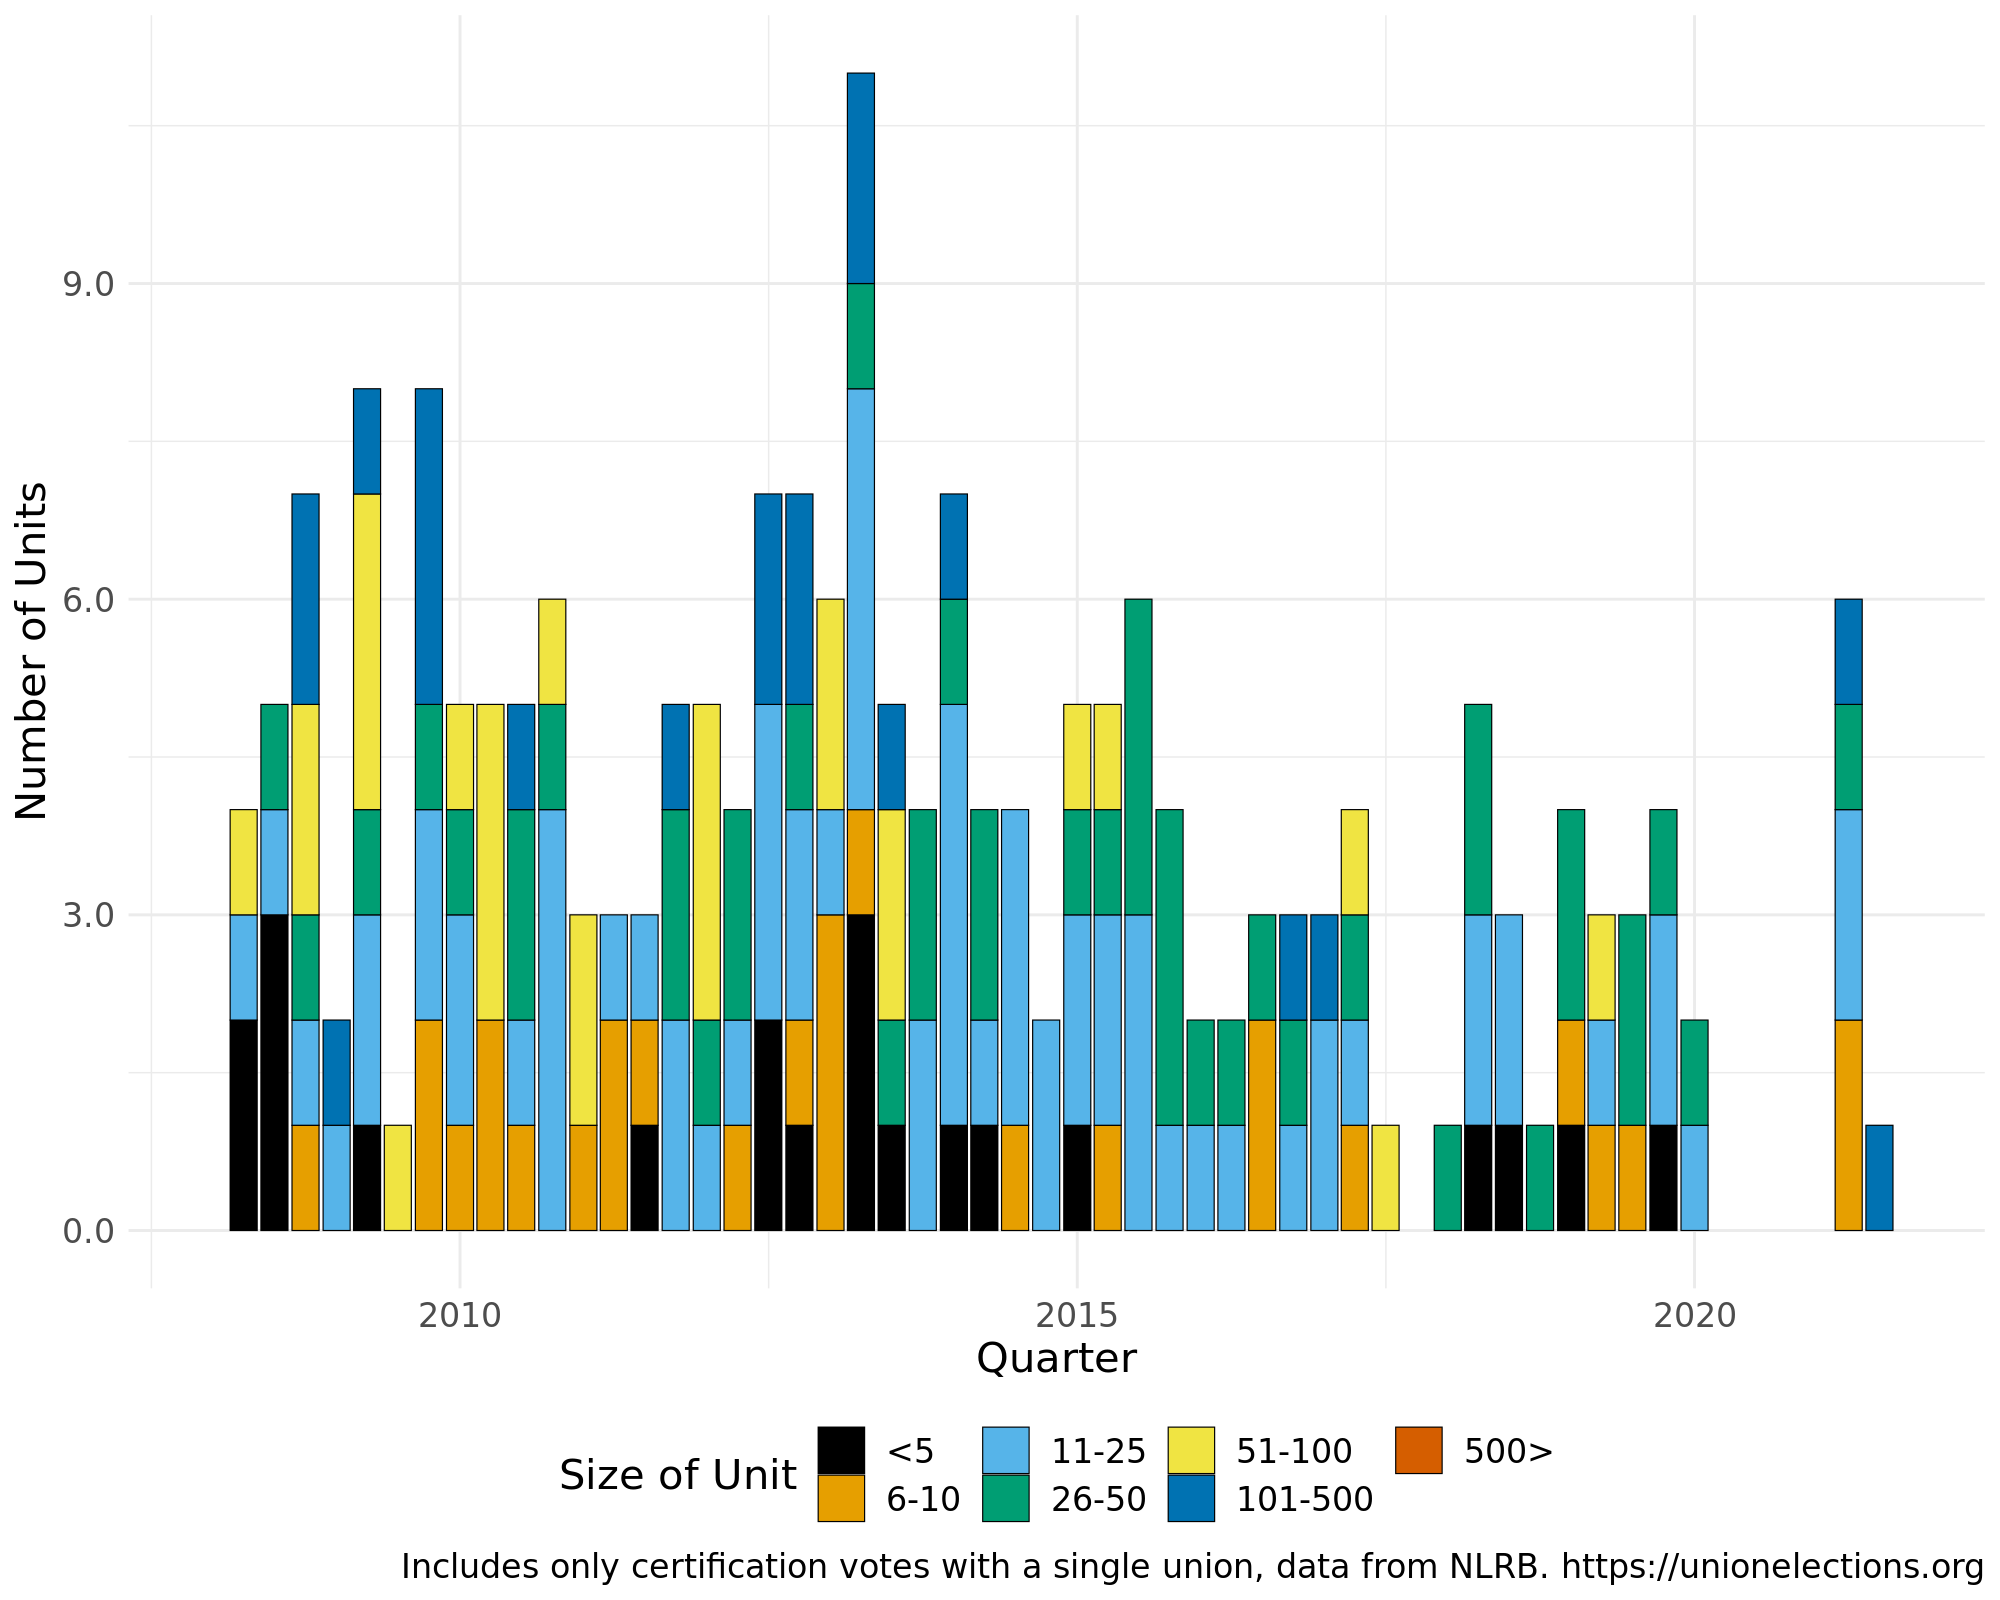 Number of Units
9.0
6.0
3.0
0.0
2010 2015 2020
Quarter
Size of Unit
<5 11-25 51-100 500>
6-10 26-50 101-500
Includes only certification votes with a single union, data from NLRB. https://unionelections.org